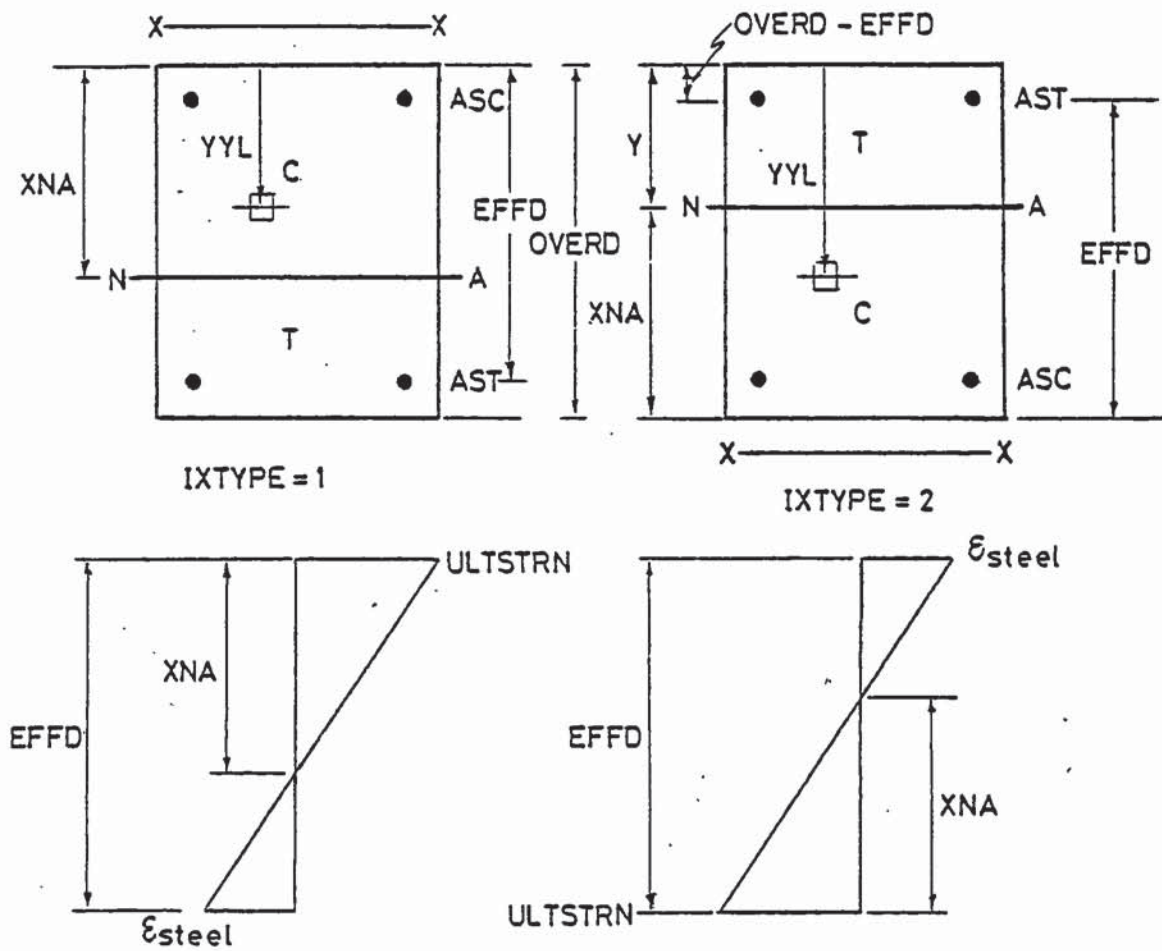 X X
OVERD - EFFD
ASC
AST
YYL
C
T
Y
XNA
EFFD
OVERD
YYL
N A
N A
EFFD
XNA
T
C
AST
ASC
IXTYPE = 1
X X
IXTYPE = 2
ULTSTRN
εsteel
XNA
EFFD
EFFD
XNA
ULTSTRN
εsteel